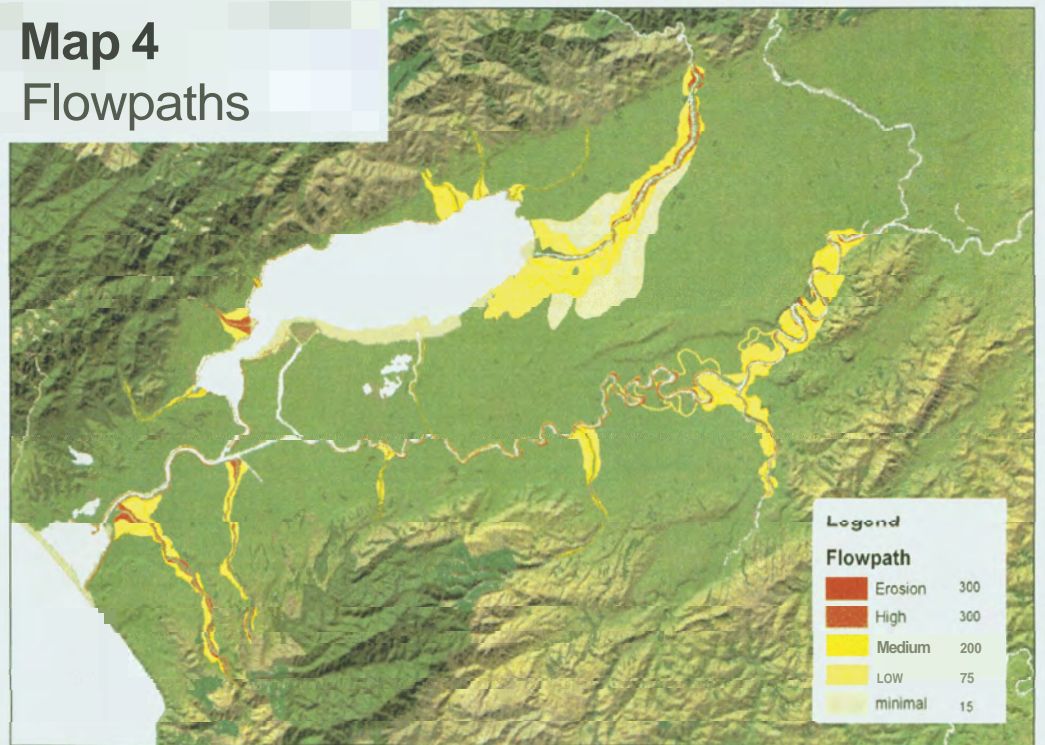 Map 4
Flowpaths
Legend
Flowpath
Erosion 300
High 300
Medium 200
LOW 75
minimal 15